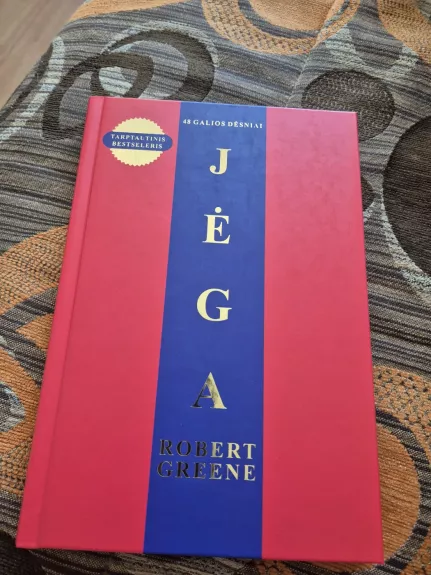 48 GALIOS DĖSNIAI
TARPTAUTINIS
BESTSELERIS
J
Ė
G
A
ROBERT
GREENE